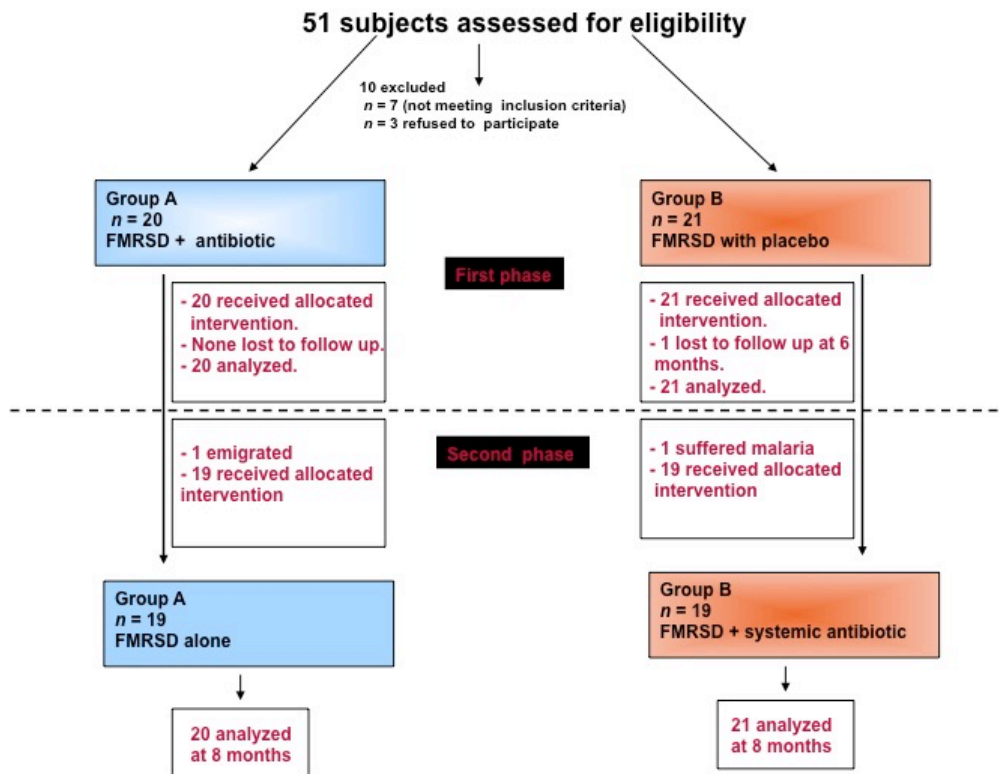 51 subjects assessed for eligibility
10 excluded
n = 7 (not meeting inclusion criteria)
n = 3 refused to participate
Group A
n = 20
FMRSD + antibiotic
Group B
n = 21
FMRSD with placebo
First phase
- 20 received allocated
intervention.
- None lost to follow up.
- 20 analyzed.
- 21 received allocated
intervention.
- 1 lost to follow up at 6
months.
- 21 analyzed.
- 1 emigrated
- 19 received allocated
intervention
Second phase
- 1 suffered malaria
- 19 received allocated
intervention
Group A
n = 19
FMRSD alone
Group B
n = 19
FMRSD + systemic antibiotic
20 analyzed
at 8 months
21 analyzed
at 8 months